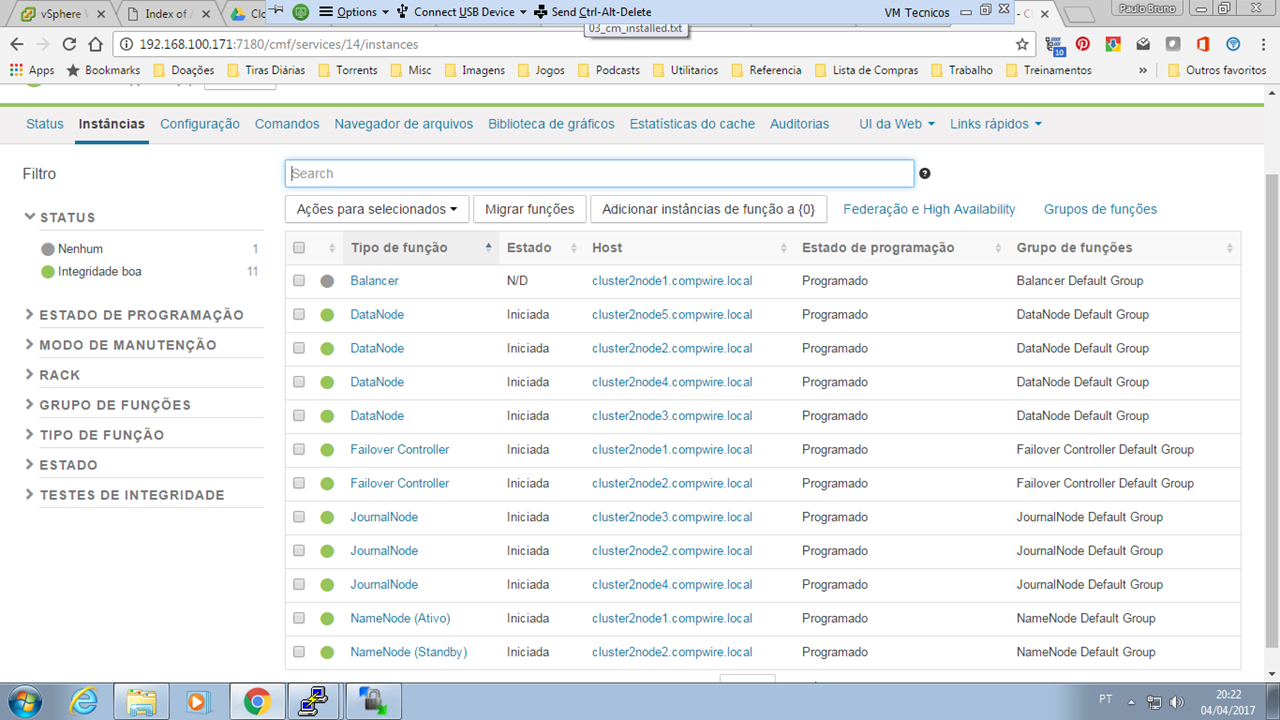 vSphere W
Index of /
Clo
Options
Connect USB Device
Send Ctrl-Alt-Delete
VM Tecnicos
Paulo Bruno
03_cm_installed.txt
192.168.100.171:7180/cmf/services/14/instances
10
Apps
Bookmarks
Doações
Tiras Diárias
Torrents
Misc
Imagens
Jogos
Podcasts
Utilitarios
Referencia
Lista de Compras
Trabalho
Treinamentos
»
Outros favoritos
Status Instâncias Configuração Comandos Navegador de arquivos Biblioteca de gráficos Estatísticas do cache Auditorias UI da Web Links rápidos
Filtro
STATUS
Nenhum 1
Integridade boa 11
ESTADO DE PROGRAMAÇÃO
MODO DE MANUTENÇÃO
RACK
GRUPO DE FUNÇÕES
TIPO DE FUNÇÃO
ESTADO
TESTES DE INTEGRIDADE
Search
?
Ações para selecionados Migrar funções Adicionar instâncias de função a {0} Federação e High Availability Grupos de funções
Tipo de função Estado Host Estado de programação Grupo de funções
Balancer N/D cluster2node1.compwire.local Programado Balancer Default Group
DataNode Iniciada cluster2node5.compwire.local Programado DataNode Default Group
DataNode Iniciada cluster2node2.compwire.local Programado DataNode Default Group
DataNode Iniciada cluster2node4.compwire.local Programado DataNode Default Group
DataNode Iniciada cluster2node3.compwire.local Programado DataNode Default Group
Failover Controller Iniciada cluster2node1.compwire.local Programado Failover Controller Default Group
Failover Controller Iniciada cluster2node2.compwire.local Programado Failover Controller Default Group
JournalNode Iniciada cluster2node3.compwire.local Programado JournalNode Default Group
JournalNode Iniciada cluster2node2.compwire.local Programado JournalNode Default Group
JournalNode Iniciada cluster2node4.compwire.local Programado JournalNode Default Group
NameNode (Ativo) Iniciada cluster2node1.compwire.local Programado NameNode Default Group
NameNode (Standby) Iniciada cluster2node2.compwire.local Programado NameNode Default Group
PT
20:22
04/04/2017